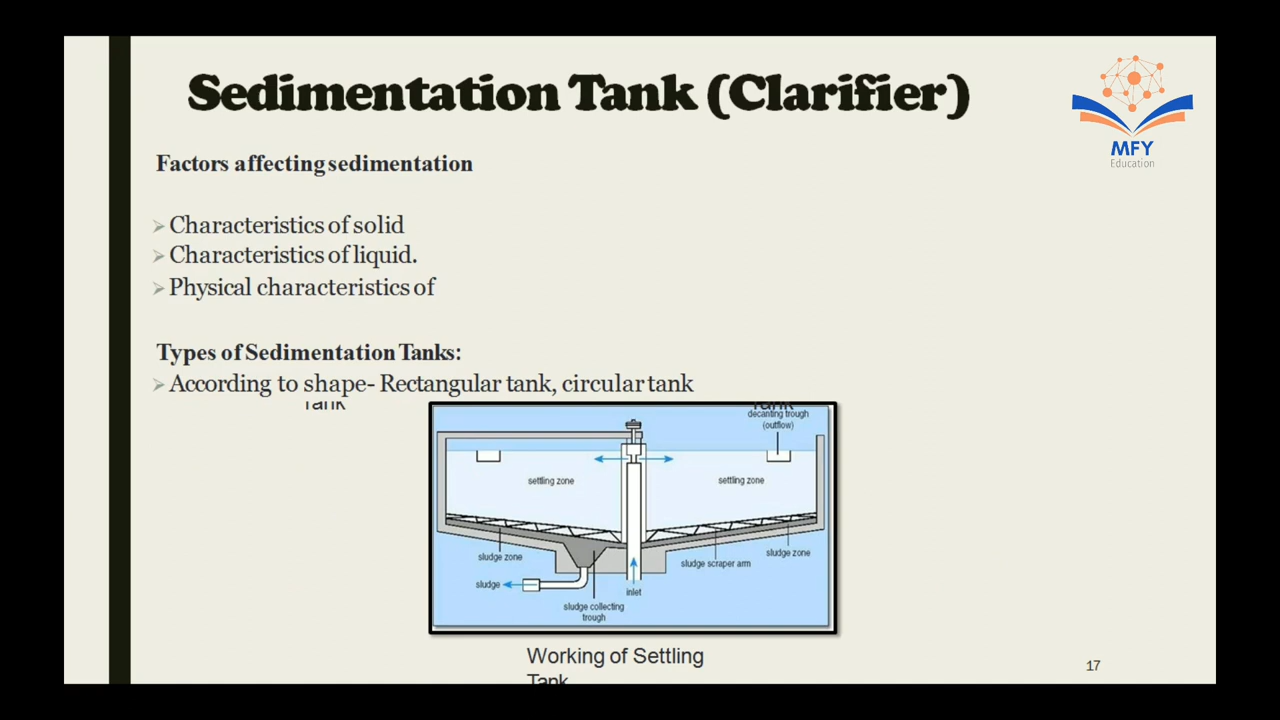 Sedimentation Tank (Clarifier)
MFY
Education
Factors affecting sedimentation
Characteristics of solid
Characteristics of liquid.
Physical characteristics of
Types of Sedimentation Tanks:
According to shape- Rectangular tank, circular tank
Tank
Tank
decanting trough
(outflow)
settling zone
settling zone
sludge zone
sludge zone
sludge scraper arm
sludge
inlet
sludge collecting
trough
Working of Settling
Tank
17